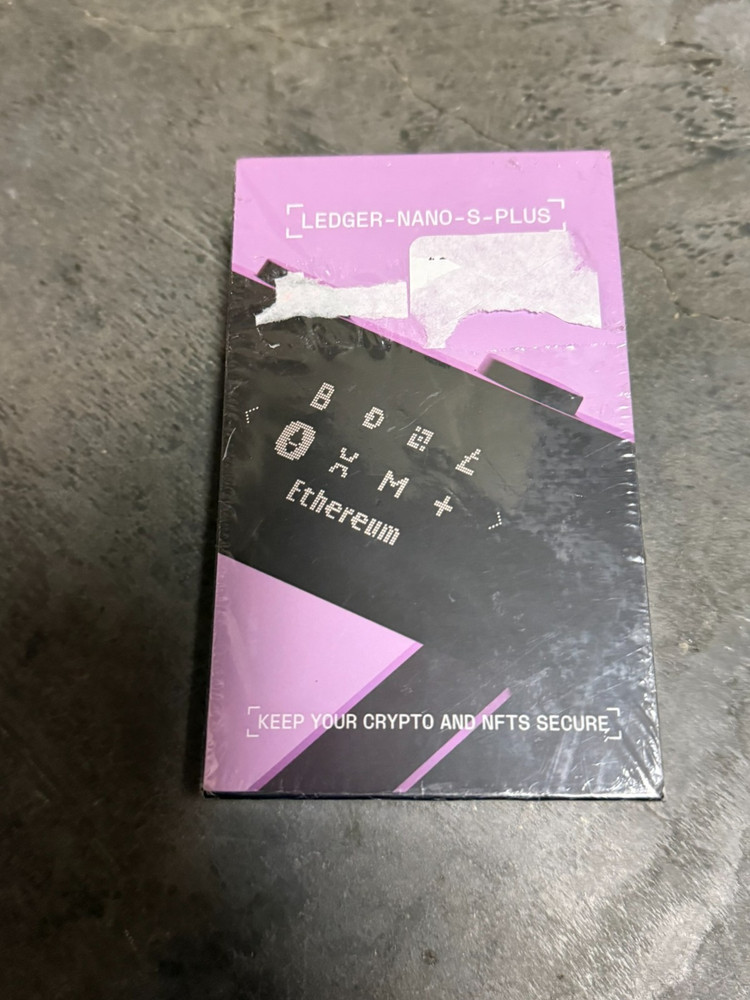 LEDGER-NANO-S-PLUS
Ethereum
KEEP YOUR CRYPTO AND NFTS SECURE